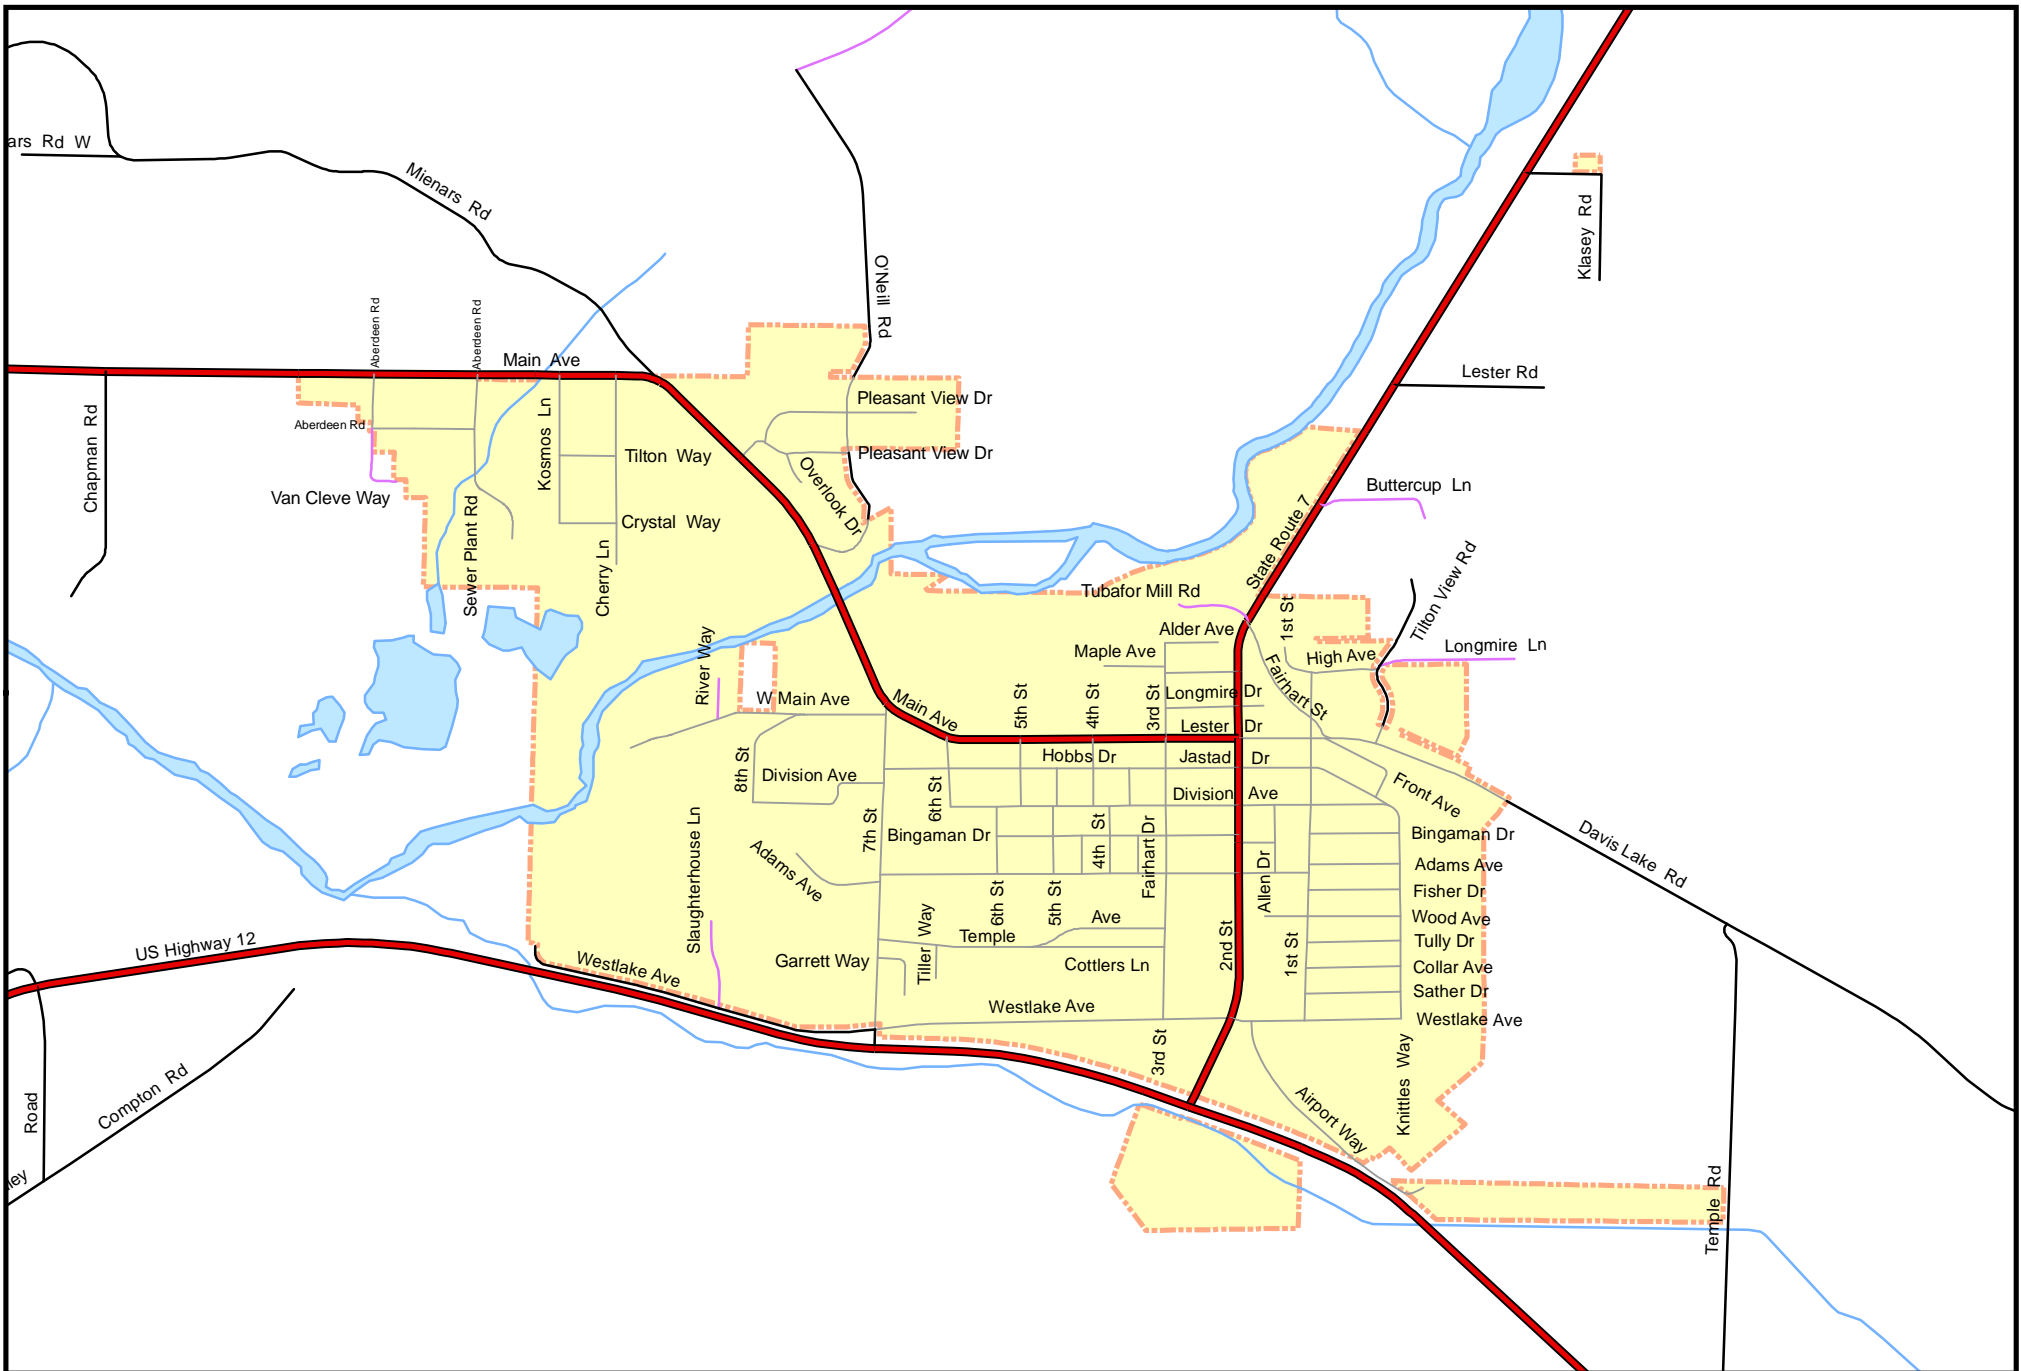 ars Rd W
Mienars Rd
O'Neill Rd
Klasey Rd
Aberdeen Rd
Aberdeen Rd
Main Ave
Lester Rd
Chapman Rd
Kosmos Ln
Pleasant View Dr
Aberdeen Rd
Tilton Way
Pleasant View Dr
Overlook Dr
Van Cleve Way
Buttercup Ln
Sewer Plant Rd
Crystal Way
Cherry Ln
State Route 7
Tilton View Rd
Tubafor Mill Rd
1st St
Alder Ave
Maple Ave
High Ave
Longmire Ln
River Way
Fairhart St
W Main Ave
Main Ave
5th St
4th St
3rd St
Longmire Dr
Lester Dr
8th St
Hobbs Dr
Jastad Dr
Division Ave
6th St
Division Ave
Front Ave
Slaughterhouse Ln
7th St
Bingaman Dr
4th St
Fairhart Dr
Bingaman Dr
Davis Lake Rd
Adams Ave
Allen Dr
Adams Ave
6th St
5th St
Fisher Dr
Tiller Way
Temple Ave
Wood Ave
US Highway 12
2nd St
1st St
Tully Dr
Westlake Ave
Garrett Way
Cottlers Ln
Collar Ave
Sather Dr
Westlake Ave
Westlake Ave
3rd St
Knittles Way
Airport Way
Road
Compton Rd
ley
Temple Rd